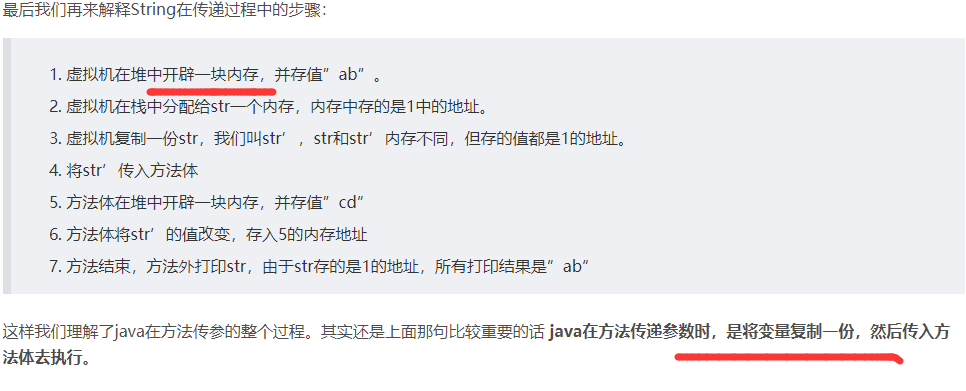 最后我们再来解释String在传递过程中的步骤：
1. 虚拟机在堆中开辟一块内存，并存值”ab”。
2. 虚拟机在栈中分配给str一个内存，内存中存的是1中的地址。
3. 虚拟机复制一份str，我们叫str’，str和str’内存不同，但存的值都是1的地址。
4. 将str’传入方法体
5. 方法体在堆中开辟一块内存，并存值”cd”
6. 方法体将str’的值改变，存入5的内存地址
7. 方法结束，方法外打印str，由于str存的是1的地址，所有打印结果是”ab”
这样我们理解了java在方法传参的整个过程。其实还是上面那句比较重要的话 java在方法传递参数时，是将变量复制一份，然后传入方
法体去执行。